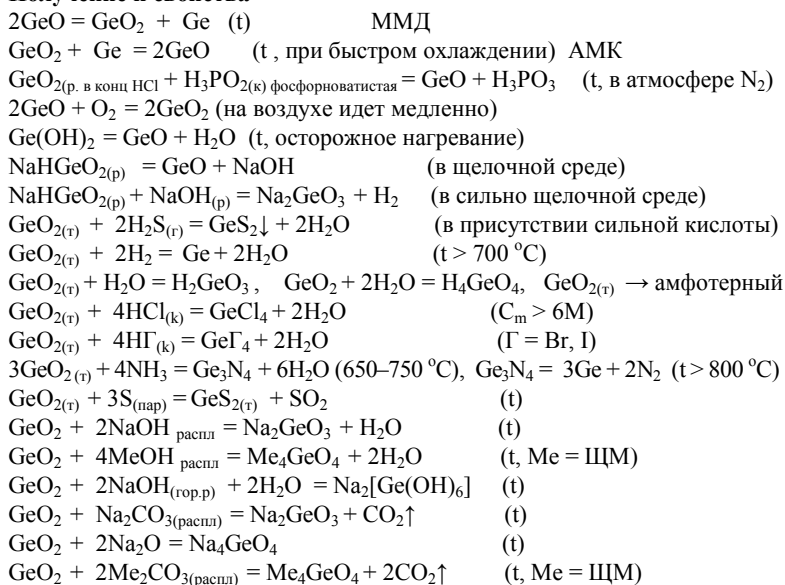 2GeO = GeO₂ + Ge (t) ММД
GeO₂ + Ge = 2GeO (t , при быстром охлаждении) АМК
GeO₂₍р. в конц HCl₎ + H₃PO₂₍к₎ фосфорноватистая = GeO + H₃PO₃ (t, в атмосфере N₂)
2GeO + O₂ = 2GeO₂ (на воздухе идет медленно)
Ge(OH)₂ = GeO + H₂O (t, осторожное нагревание)
NaHGeO₂₍р₎ = GeO + NaOH (в щелочной среде)
NaHGeO₂₍р₎ + NaOH₍р₎ = Na₂GeO₃ + H₂ (в сильно щелочной среде)
GeO₂₍т₎ + 2H₂S₍г₎ = GeS₂↓ + 2H₂O (в присутствии сильной кислоты)
GeO₂₍т₎ + 2H₂ = Ge + 2H₂O (t > 700 °C)
GeO₂₍т₎ + H₂O = H₂GeO₃ , GeO₂ + 2H₂O = H₄GeO₄, GeO₂₍т₎ → амфотерный
GeO₂₍т₎ + 4HCl₍k₎ = GeCl₄ + 2H₂O (Cₘ > 6M)
GeO₂₍т₎ + 4HГ₍k₎ = GeГ₄ + 2H₂O (Г = Br, I)
3GeO₂ ₍т₎ + 4NH₃ = Ge₃N₄ + 6H₂O (650–750 °C), Ge₃N₄ = 3Ge + 2N₂ (t > 800 °C)
GeO₂₍т₎ + 3S₍пар₎ = GeS₂₍т₎ + SO₂ (t)
GeO₂ + 2NaOH распл = Na₂GeO₃ + H₂O (t)
GeO₂ + 4MeOH распл = Me₄GeO₄ + 2H₂O (t, Me = ЩМ)
GeO₂ + 2NaOH₍гор.р₎ + 2H₂O = Na₂[Ge(OH)₆] (t)
GeO₂ + Na₂CO₃₍распл₎ = Na₂GeO₃ + CO₂↑ (t)
GeO₂ + 2Na₂O = Na₄GeO₄ (t)
GeO₂ + 2Me₂CO₃₍распл₎ = Me₄GeO₄ + 2CO₂↑ (t, Me = ЩМ)